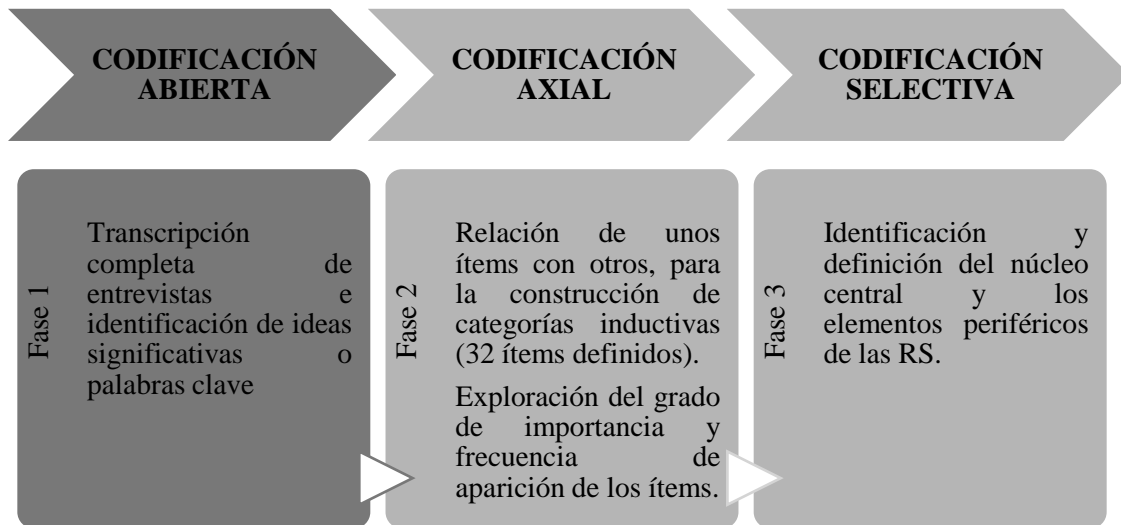 CODIFICACIÓN
ABIERTA
CODIFICACIÓN
AXIAL
CODIFICACIÓN
SELECTIVA
Fase 1
Transcripción
completa de
entrevistas e
identificación de ideas
significativas o
palabras clave
Fase 2
Relación de unos
ítems con otros, para
la construcción de
categorías inductivas
(32 ítems definidos).
Exploración del grado
de importancia y
frecuencia de
aparición de los ítems.
Fase 3
Identificación y
definición del núcleo
central y los
elementos periféricos
de las RS.